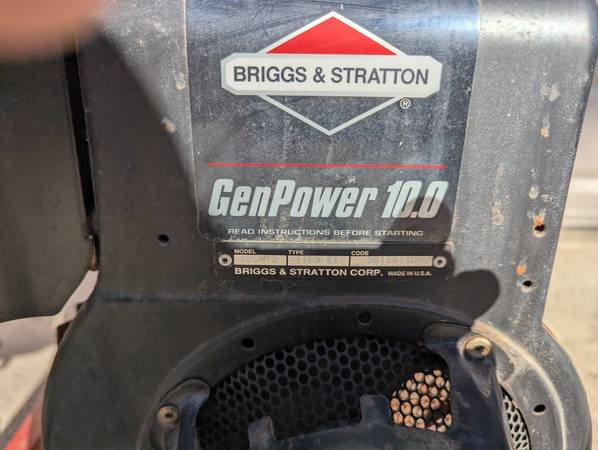 BRIGGS & STRATTON
®
GenPower 10.0
READ INSTRUCTIONS BEFORE STARTING
MODEL TYPE CODE
BRIGGS & STRATTON CORP. MADE IN U.S.A.